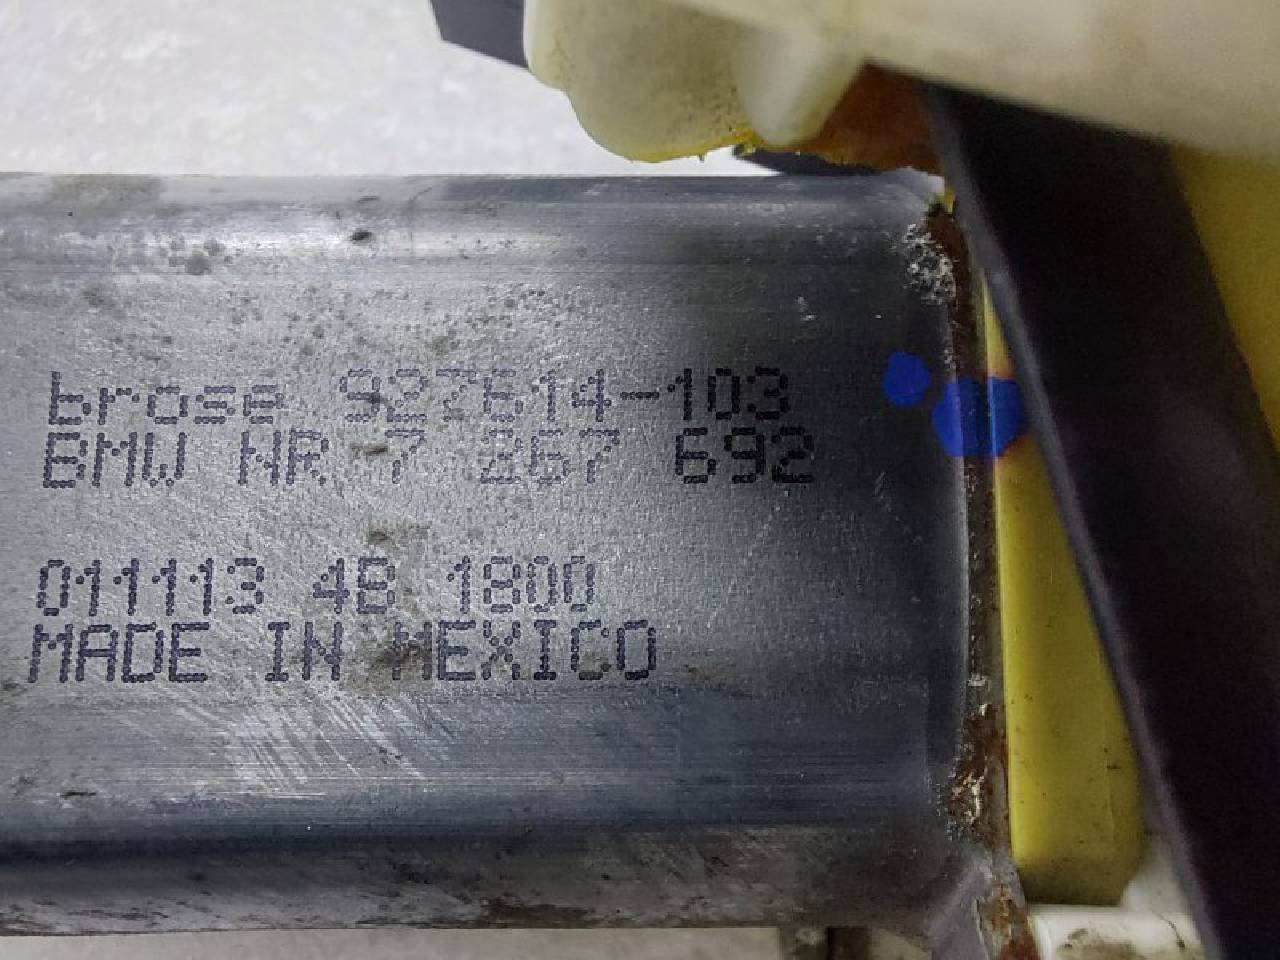 brose 927614-103
BMW NR 7 267 692
011113 4B 1800
MADE IN MEXICO